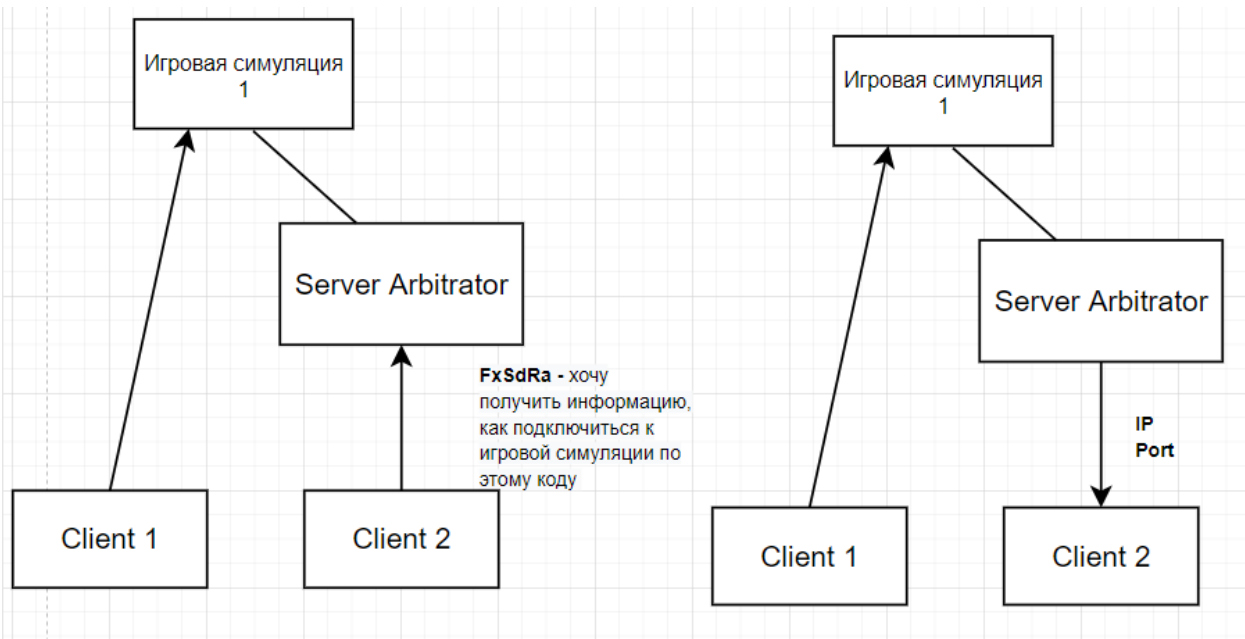 Игровая симуляция
1
Server Arbitrator
FxSdRa - хочу
получить информацию,
как подключиться к
игровой симуляции по
этому коду
Client 1
Client 2
Игровая симуляция
1
Server Arbitrator
IP
Port
Client 1
Client 2